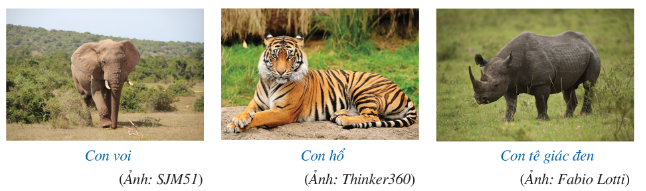 Con voi
(Ảnh: SJM51)
Con hổ
(Ảnh: Thinker360)
Con tê giác đen
(Ảnh: Fabio Lotti)